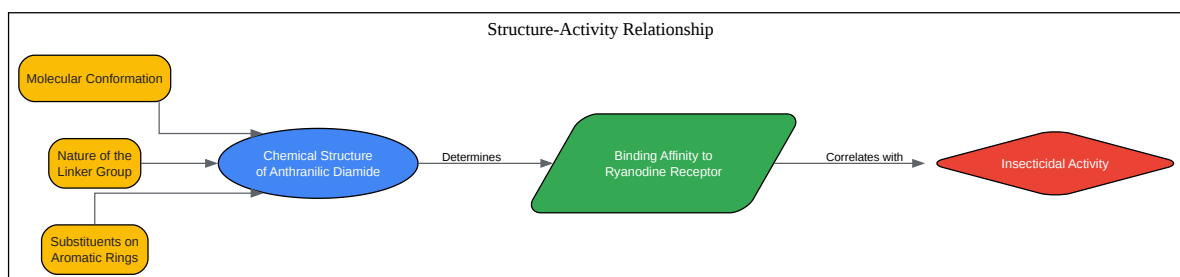 Structure-Activity Relationship
Molecular Conformation
Nature of the
Linker Group
Substituents on
Aromatic Rings
Chemical Structure
of Anthranilic Diamide
Determines
Binding Affinity to
Ryanodine Receptor
Correlates with
Insecticidal Activity